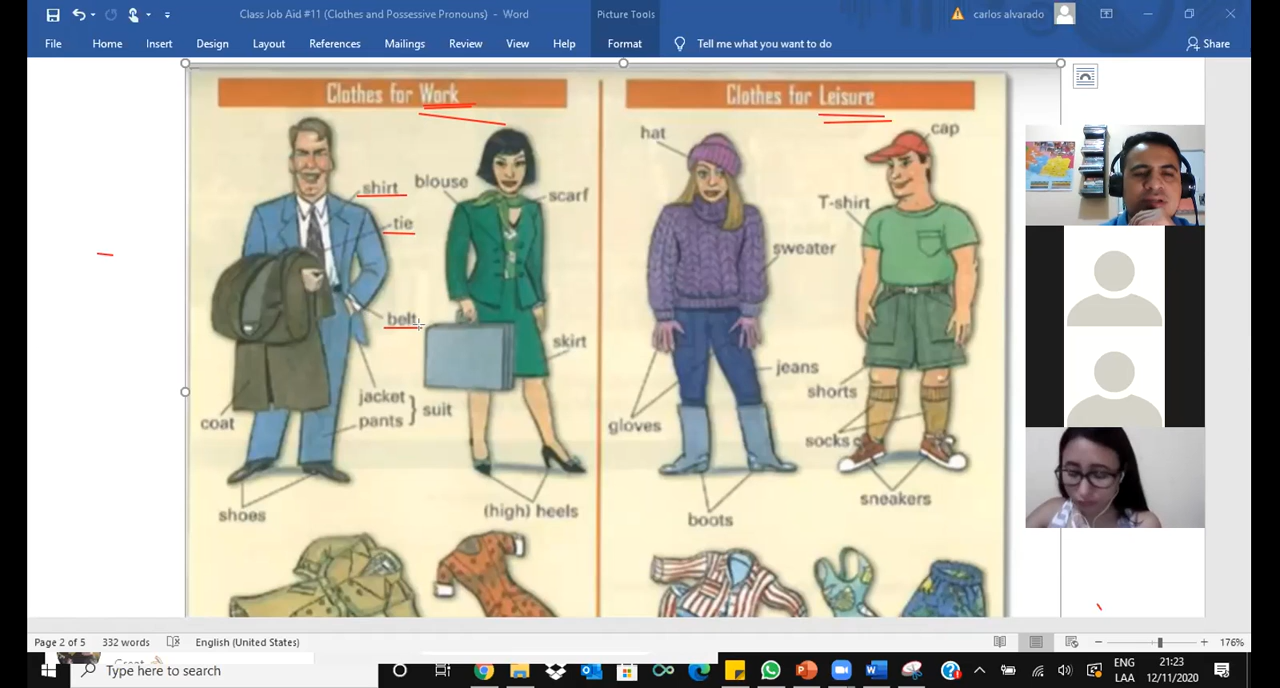 Class Job Aid #11 (Clothes and Possessive Pronouns) - Word
Picture Tools
carlos alvarado
File Home Insert Design Layout References Mailings Review View Help Format Tell me what you want to do Share
Clothes for Work
Clothes for Leisure
shirt
tie
belt
jacket
pants
suit
coat
shoes
blouse
scarf
skirt
(high) heels
hat
sweater
jeans
gloves
boots
cap
T-shirt
shorts
socks
sneakers
Page 2 of 5 332 words English (United States) 176%
Type here to search
ENG
LAA
21:23
12/11/2020